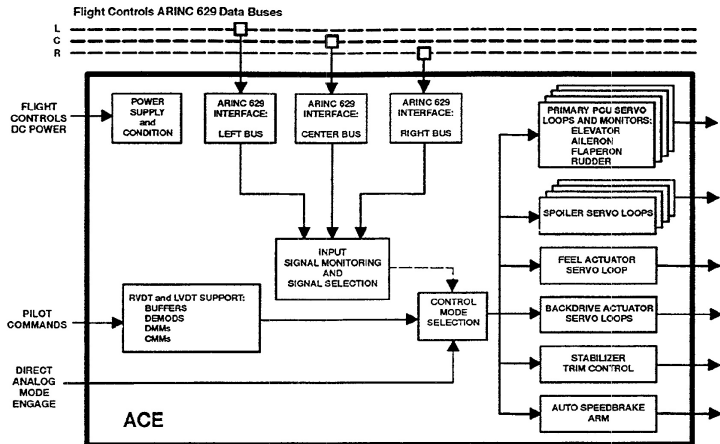 Flight Controls ARINC 629 Data Buses
L
C
R
FLIGHT
CONTROLS
DC POWER
POWER
SUPPLY
and
CONDITION
ARINC 629
INTERFACE:
LEFT BUS
ARINC 629
INTERFACE:
CENTER BUS
ARINC 629
INTERFACE:
RIGHT BUS
PRIMARY PCU SERVO
LOOPS AND MONITORS:
ELEVATOR
AILERON
FLAPERON
RUDDER
SPOILER SERVO LOOPS
INPUT
SIGNAL MONITORING
AND
SIGNAL SELECTION
FEEL ACTUATOR
SERVO LOOP
PILOT
COMMANDS
RVDT and LVDT SUPPORT:
BUFFERS
DEMODS
DMMs
CMMs
CONTROL
MODE
SELECTION
BACKDRIVE ACTUATOR
SERVO LOOPS
STABILIZER
TRIM CONTROL
DIRECT
ANALOG
MODE
ENGAGE
ACE
AUTO SPEEDBRAKE
ARM